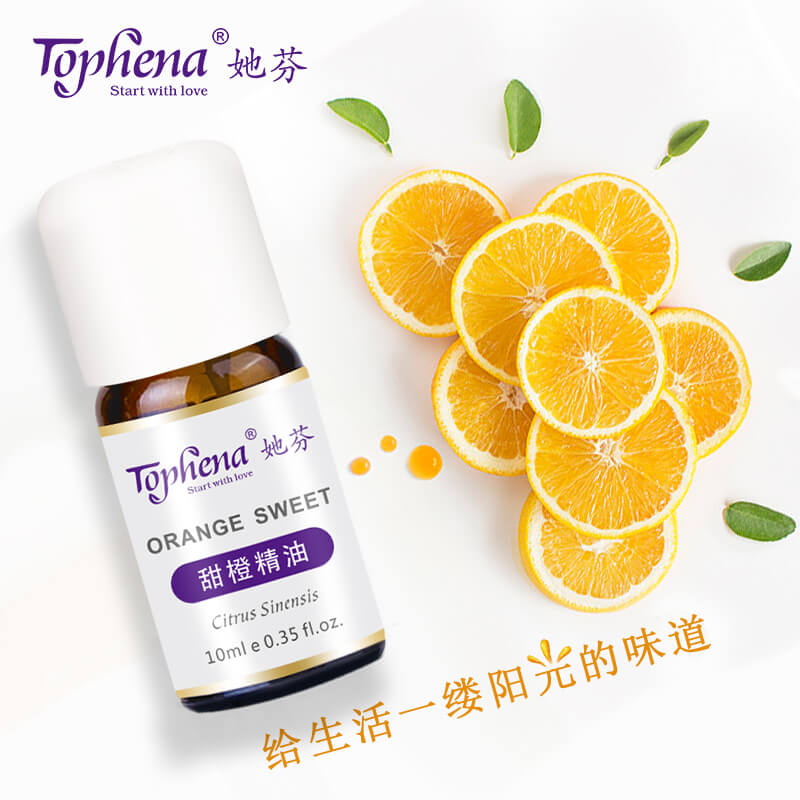 Tophena® 她芬
Start with love
Tophena® 她芬
Start with love
ORANGE SWEET
甜橙精油
Citrus Sinensis
10ml e 0.35 fl.oz.
给生活一缕阳光的味道